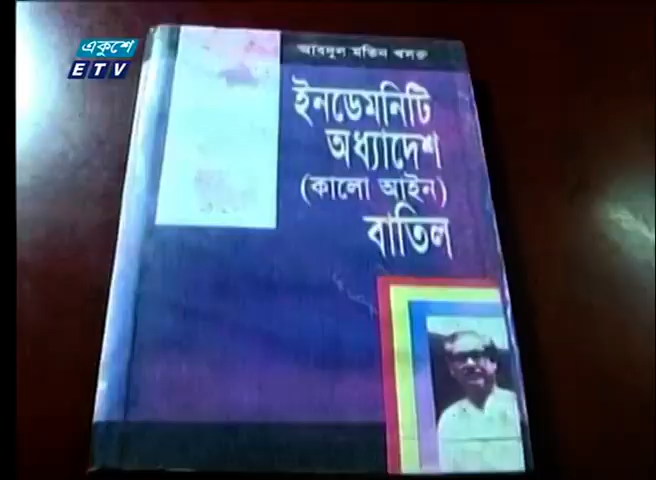 একুশে
ETV
আবদুল মতিন খসরু
ইনডেমনিটি
অধ্যাদেশ
(কালো আইন)
বাতিল